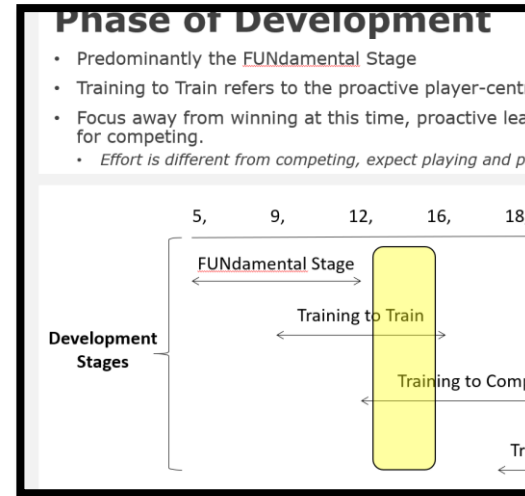 Phase of Development
• Predominantly the FUNdamental Stage
• Training to Train refers to the proactive player-cent
• Focus away from winning at this time, proactive lea
for competing.
• Effort is different from competing, expect playing and p
5, 9, 12, 16, 18
FUNdamental Stage
Training to Train
Development
Stages
Training to Comp
Tr